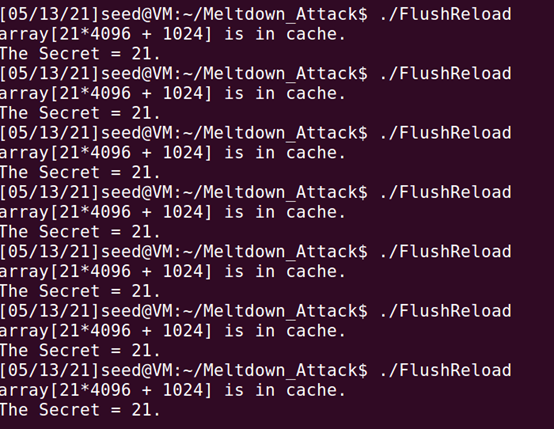 [05/13/21]seed@VM:~/Meltdown_Attack$ ./FlushReload
array[21*4096 + 1024] is in cache.
The Secret = 21.
[05/13/21]seed@VM:~/Meltdown_Attack$ ./FlushReload
array[21*4096 + 1024] is in cache.
The Secret = 21.
[05/13/21]seed@VM:~/Meltdown_Attack$ ./FlushReload
array[21*4096 + 1024] is in cache.
The Secret = 21.
[05/13/21]seed@VM:~/Meltdown_Attack$ ./FlushReload
array[21*4096 + 1024] is in cache.
The Secret = 21.
[05/13/21]seed@VM:~/Meltdown_Attack$ ./FlushReload
array[21*4096 + 1024] is in cache.
The Secret = 21.
[05/13/21]seed@VM:~/Meltdown_Attack$ ./FlushReload
array[21*4096 + 1024] is in cache.
The Secret = 21.
[05/13/21]seed@VM:~/Meltdown_Attack$ ./FlushReload
array[21*4096 + 1024] is in cache.
The Secret = 21.